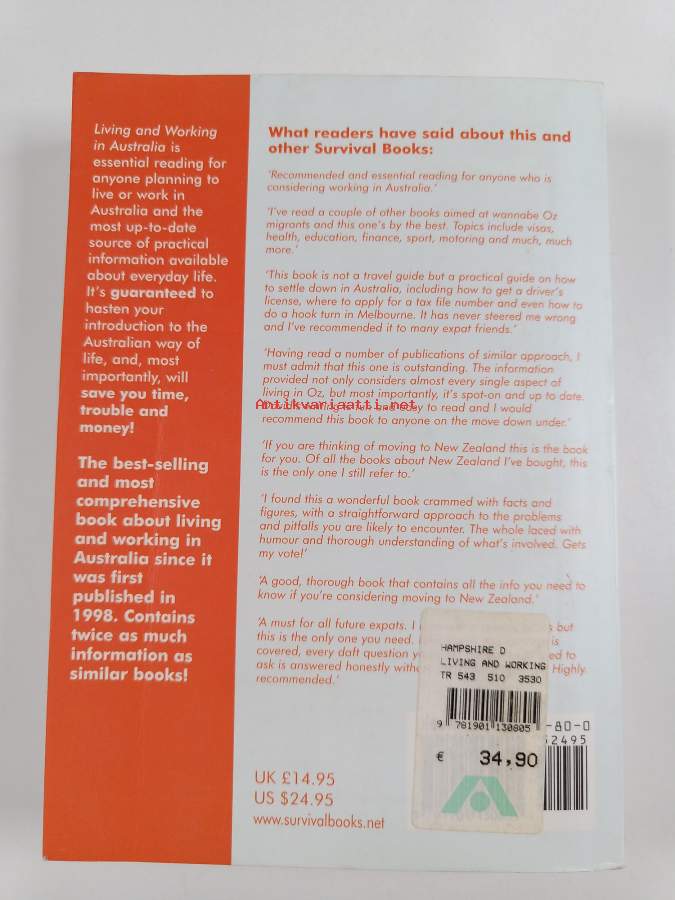 Living and Working
in Australia is
essential reading for
anyone planning to
live or work in
Australia and the
most up-to-date
source of practical
information available
about everyday life.
It's guaranteed to
hasten your
introduction to the
Australian way of
life, and, most
importantly, will
save you time,
trouble and
money!
The best-selling
and most
comprehensive
book about living
and working in
Australia since it
was first
published in
1998. Contains
twice as much
information as
similar books!
What readers have said about this and
other Survival Books:
'Recommended and essential reading for anyone who is
considering working in Australia.'
'I've read a couple of other books aimed at wannabe Oz
migrants and this one's by the best. Topics include visas,
health, education, finance, sport, motoring and much, much
more.'
'This book is not a travel guide but a practical guide on how
to settle down in Australia, including how to get a driver's
license, where to apply for a tax file number and even how to
do a hook turn in Melbourne. It has never steered me wrong
and I've recommended it to many expat friends.'
'Having read a number of publications of similar approach, I
must admit that this one is outstanding. The information
provided not only considers almost every single aspect of
living in Oz, but most importantly, it's spot-on and up to date.
Antikvariaatti.net
to read and I would
recommend this book to anyone on the move down under.'
'If you are thinking of moving to New Zealand this is the book
for you. Of all the books about New Zealand I've bought, this
is the only one I still refer to.'
'I found this a wonderful book crammed with facts and
figures, with a straightforward approach to the problems
and pitfalls you are likely to encounter. The whole laced with
humour and thorough understanding of what's involved. Gets
my vote!'
'A good, thorough book that contains all the info you need to
know if you're considering moving to New Zealand.'
'A must for all future expats. I but
this is the only one you need. is
covered, every daft question ed to
ask is answered honestly Highly
recommended.'
HAMPSHIRE D
LIVING AND WORKING
TR 543 510 3530
9 781901 130805
€ 34,90
-80-0
52495
UK £14.95
US $24.95
www.survivalbooks.net